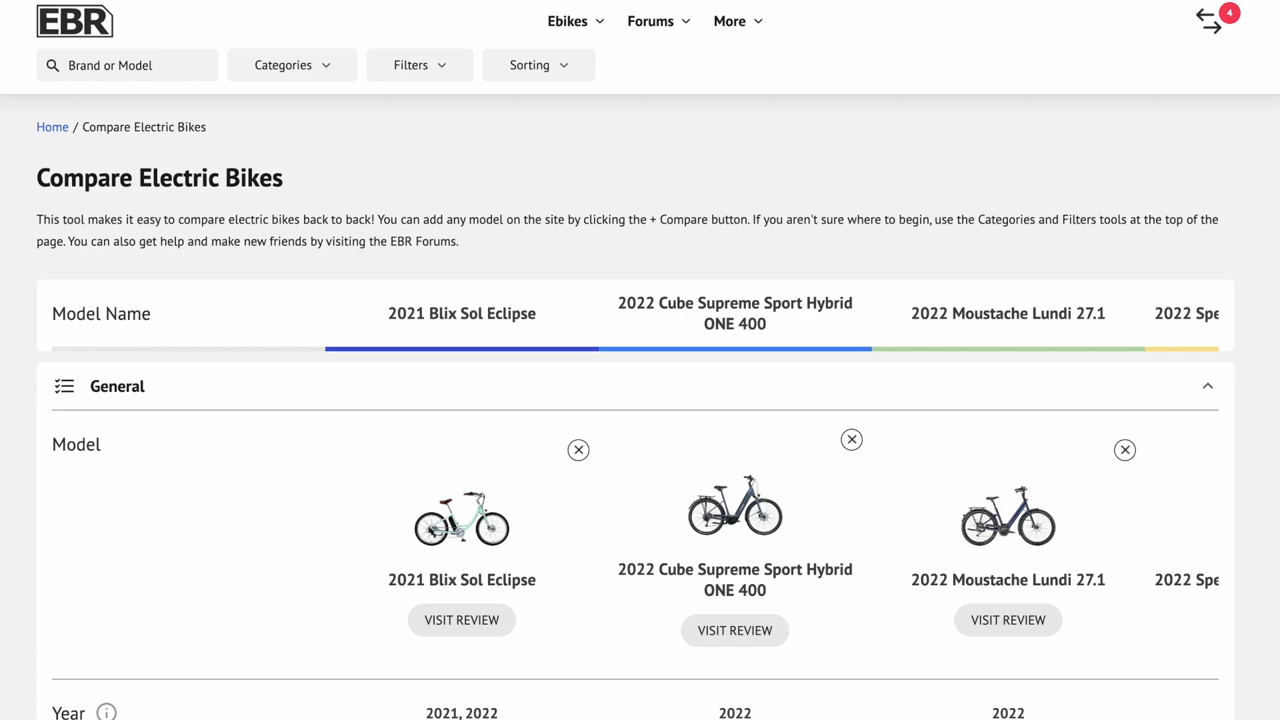 EBR
Ebikes Forums More
4
Brand or Model Categories Filters Sorting
Home / Compare Electric Bikes
Compare Electric Bikes
This tool makes it easy to compare electric bikes back to back! You can add any model on the site by clicking the + Compare button. If you aren't sure where to begin, use the Categories and Filters tools at the top of the
page. You can also get help and make new friends by visiting the EBR Forums.
Model Name
2021 Blix Sol Eclipse
2022 Cube Supreme Sport Hybrid
ONE 400
2022 Moustache Lundi 27.1
2022 Spe
General
Model
2021 Blix Sol Eclipse
VISIT REVIEW
2022 Cube Supreme Sport Hybrid
ONE 400
VISIT REVIEW
2022 Moustache Lundi 27.1
VISIT REVIEW
2022 Spe
Year 2021, 2022 2022 2022